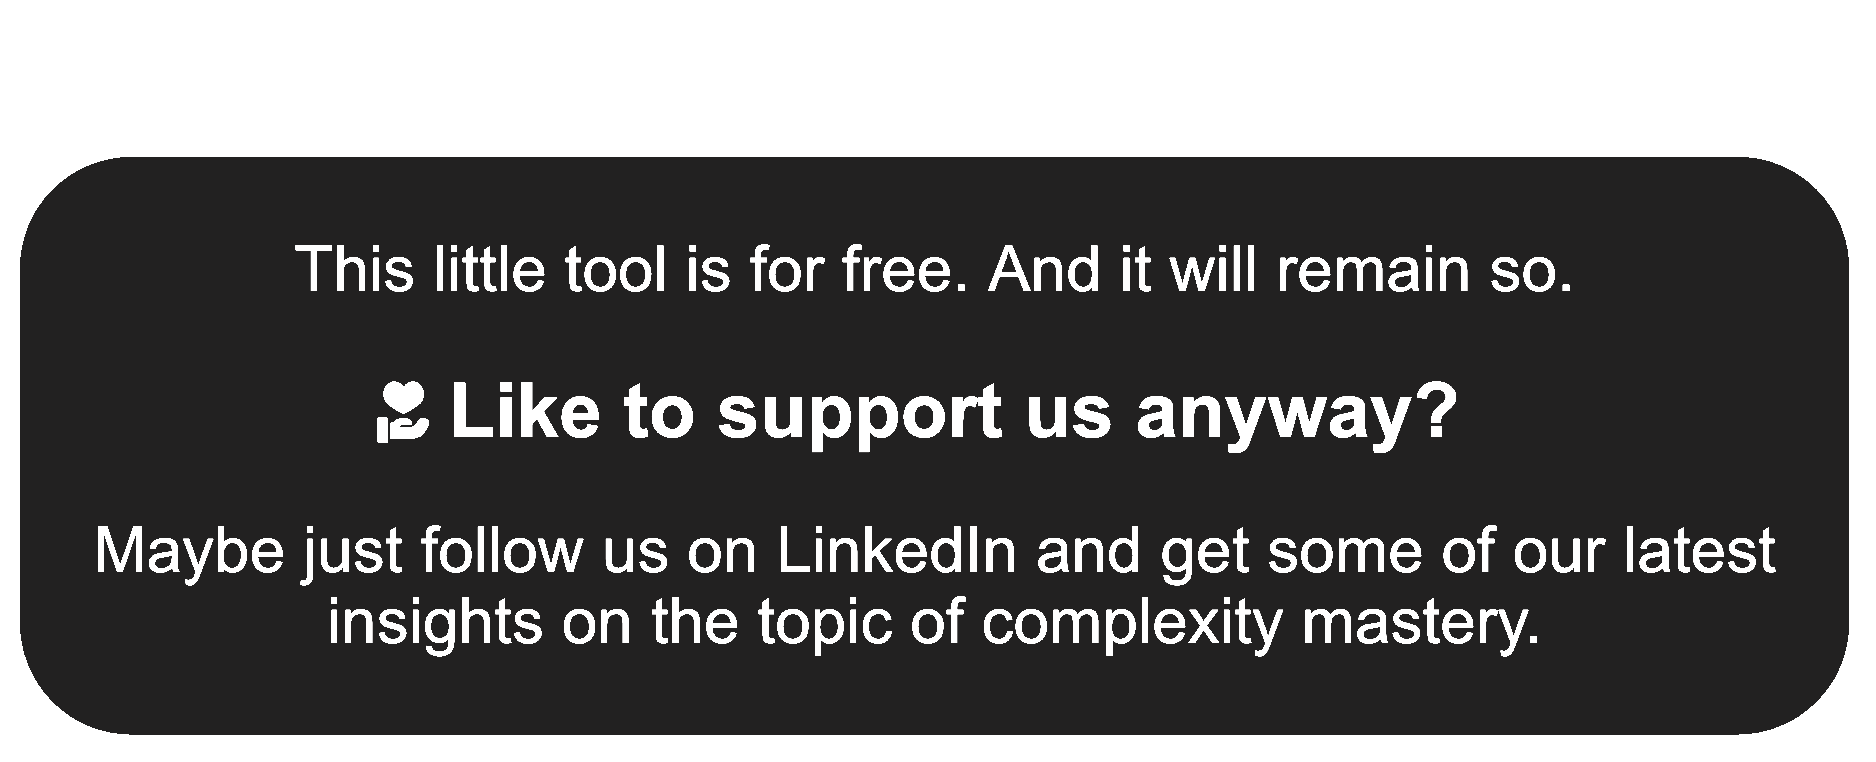 This little tool is for free. And it will remain so.
Like to support us anyway?
Maybe just follow us on LinkedIn and get some of our latest
insights on the topic of complexity mastery.